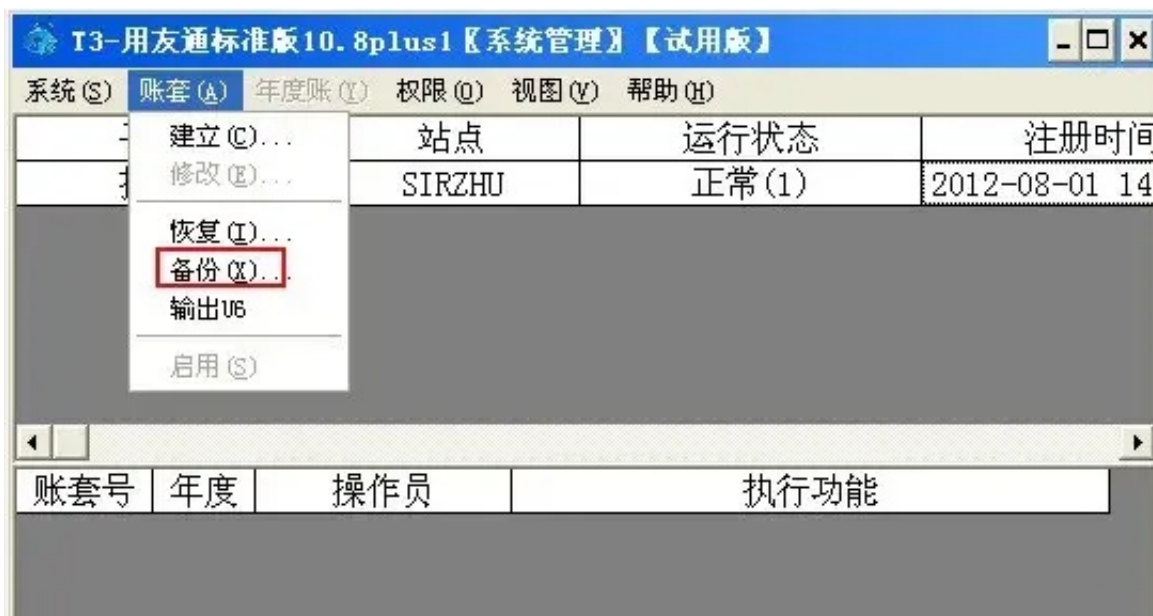 T3-用友通标准版10.8plus1〖系统管理〗【试用版】
系统(S) 账套(A) 年度账(Y) 权限(O) 视图(V) 帮助(H)
站点 运行状态 注册时间
SIRZHU 正常(1) 2012-08-01 14
建立(C)...
修改(E)...
恢复(I)...
备份(X)...
输出U6
启用(S)
账套号 年度 操作员 执行功能